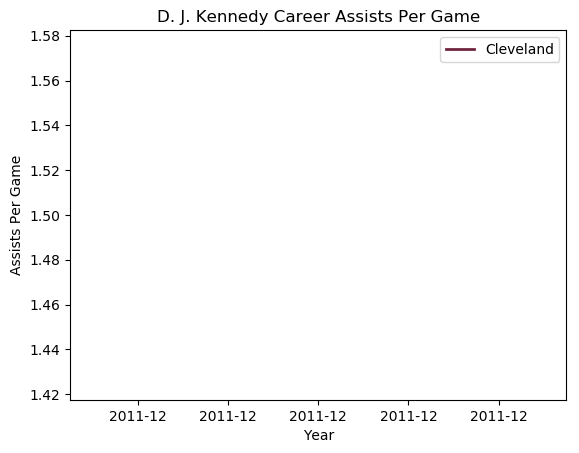 D. J. Kennedy Career Assists Per Game
Cleveland
1.58
1.56
1.54
1.52
1.50
1.48
1.46
1.44
1.42
Assists Per Game
2011-12 2011-12 2011-12 2011-12 2011-12
Year